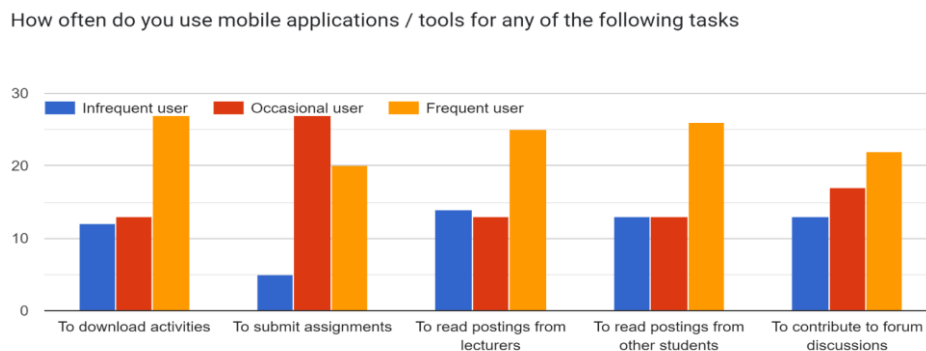 How often do you use mobile applications / tools for any of the following tasks
30
Infrequent user Occasional user Frequent user
20
10
0
To download activities To submit assignments To read postings from lecturers To read postings from other students To contribute to forum discussions